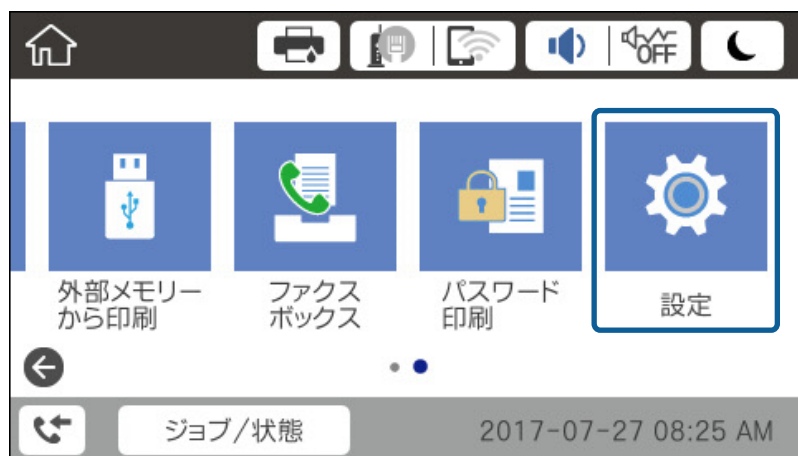 OFF
外部メモリー
から印刷
ファクス
ボックス
パスワード
印刷
設定
ジョブ/状態
2017-07-27 08:25 AM